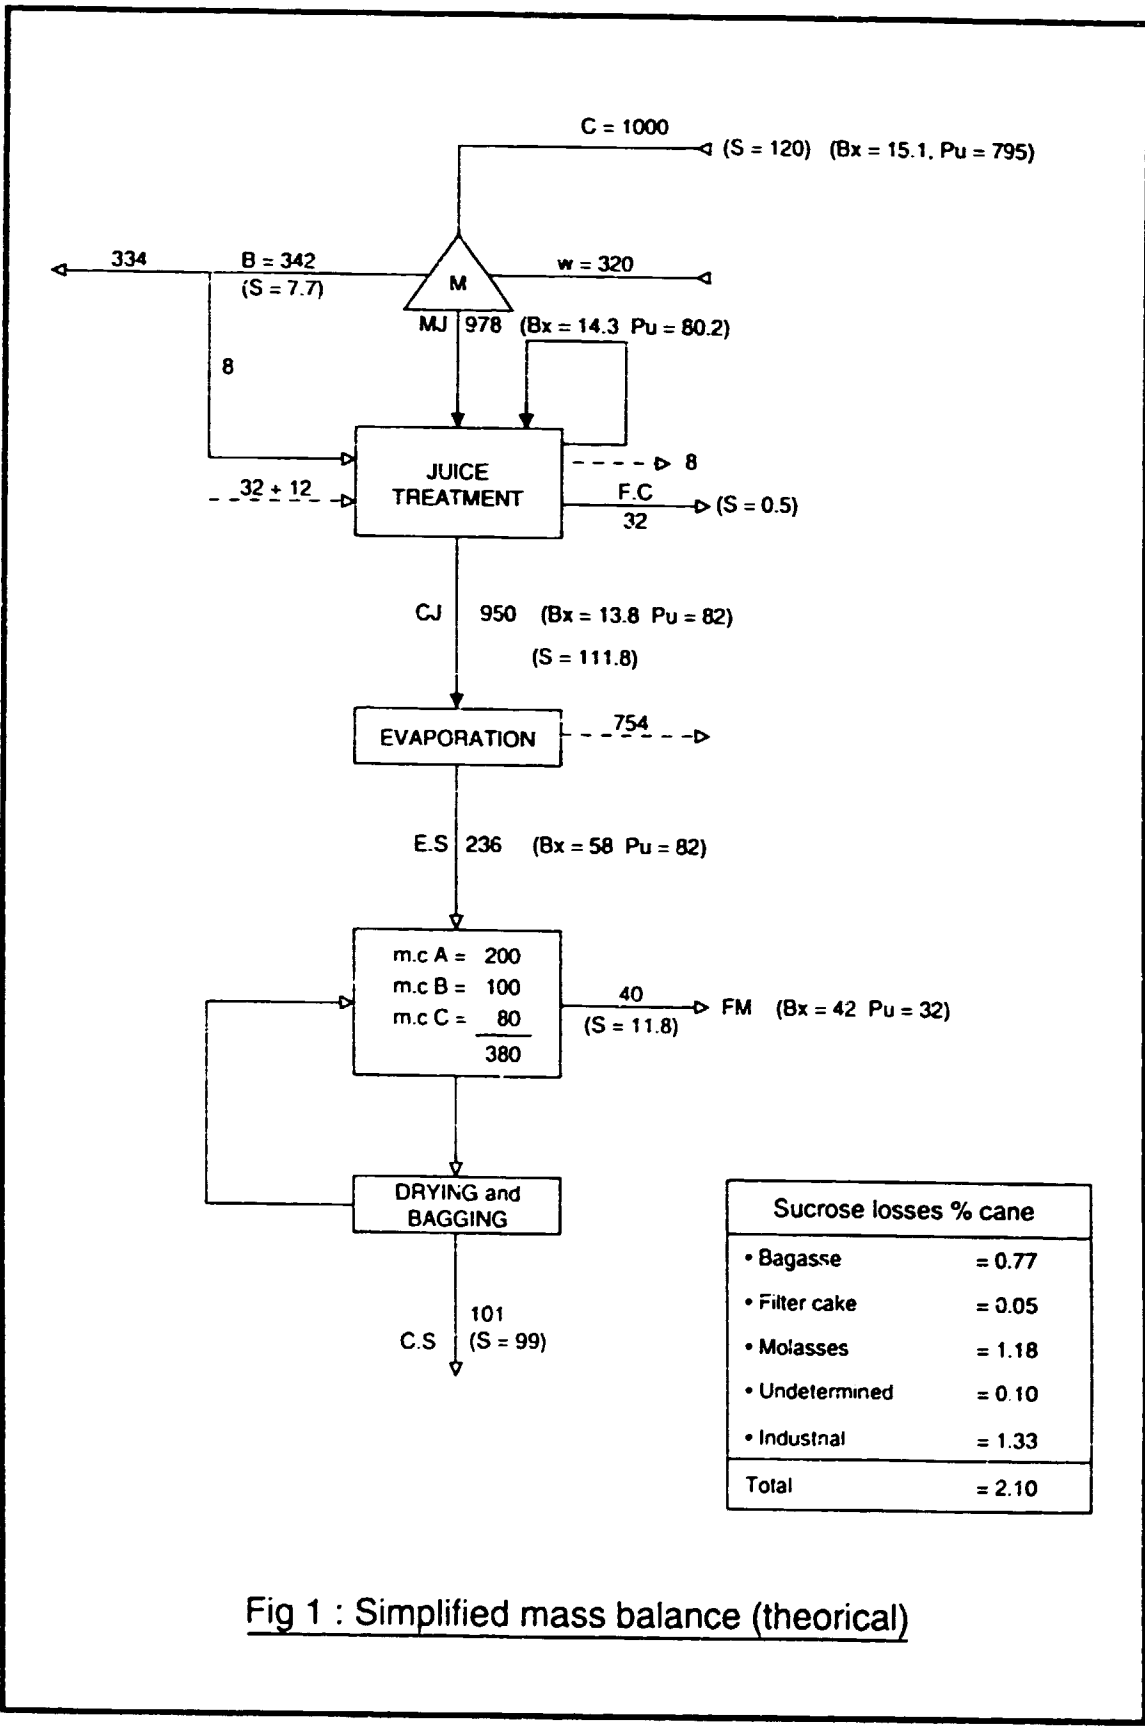 C = 1000
(S = 120) (Bx = 15.1, Pu = 795)
334
B = 342
(S = 7.7)
w = 320
M
MJ 978 (Bx = 14.3 Pu = 80.2)
8
JUICE
TREATMENT
8
32 + 12
F.C
32
(S = 0.5)
CJ 950 (Bx = 13.8 Pu = 82)
(S = 111.8)
EVAPORATION
754
E.S 236 (Bx = 58 Pu = 82)
m.c A = 200
m.c B = 100
m.c C = 80
380
40
(S = 11.8)
FM (Bx = 42 Pu = 32)
DRYING and
BAGGING
101
C.S (S = 99)
Sucrose losses % cane
• Bagasse = 0.77
• Filter cake = 0.05
• Molasses = 1.18
• Undetermined = 0.10
• Industrial = 1.33
Total = 2.10
Fig 1 : Simplified mass balance (theorical)